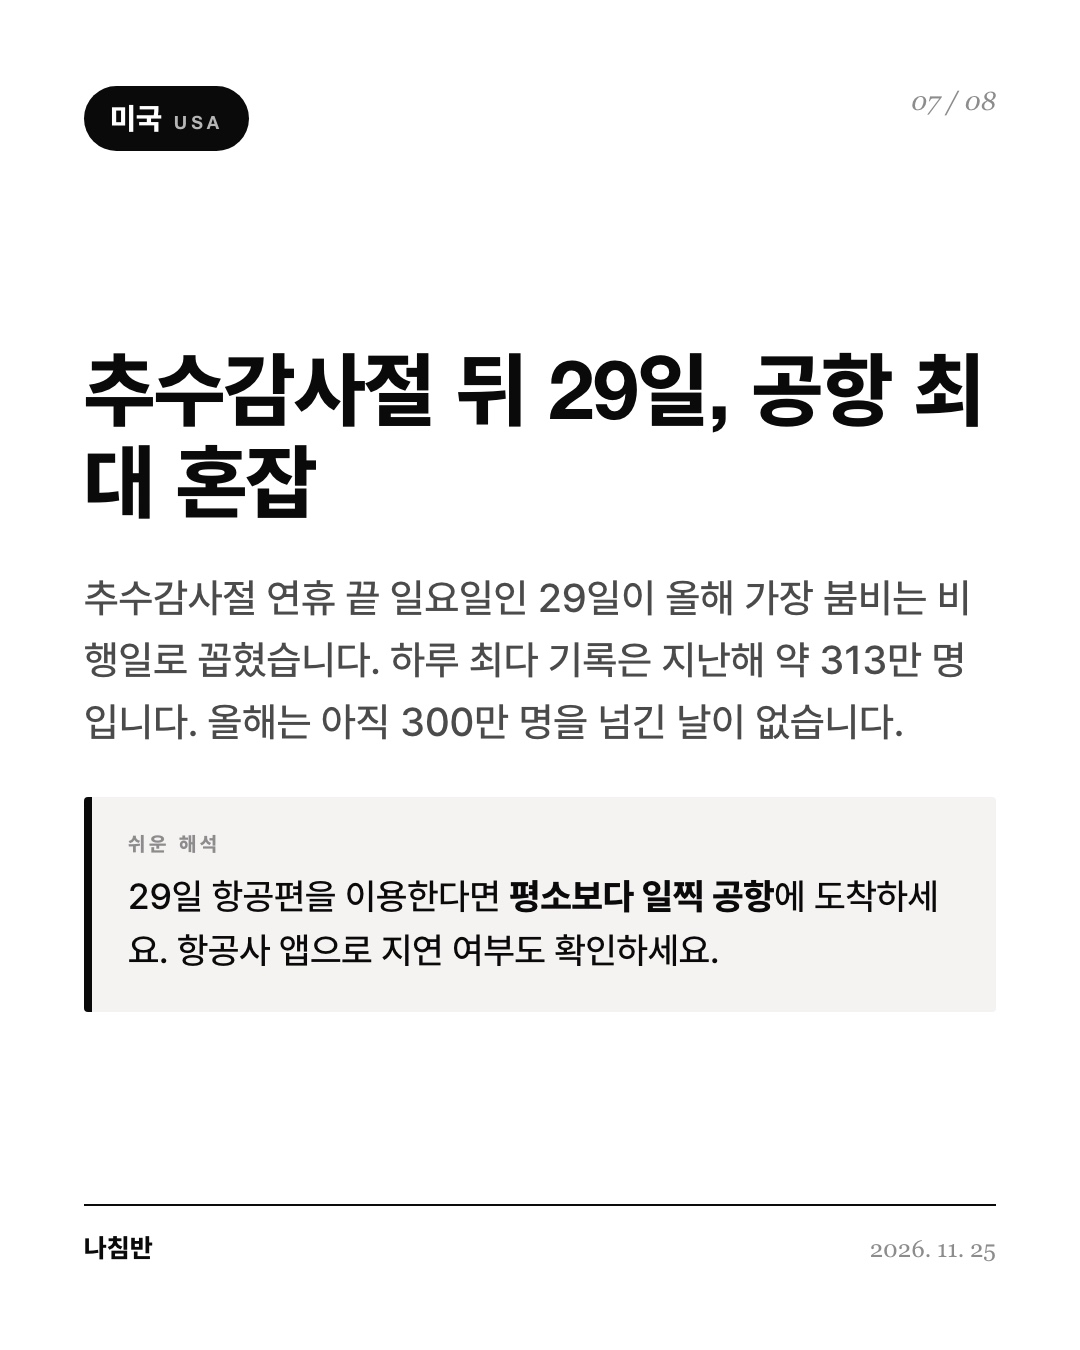 미국 USA
07 / 08
추수감사절 뒤 29일, 공항 최
대 혼잡
추수감사절 연휴 끝 일요일인 29일이 올해 가장 붐비는 비
행일로 꼽혔습니다. 하루 최다 기록은 지난해 약 313만 명
입니다. 올해는 아직 300만 명을 넘긴 날이 없습니다.
쉬운 해석
29일 항공편을 이용한다면 평소보다 일찍 공항에 도착하세
요. 항공사 앱으로 지연 여부도 확인하세요.
나침반
2026. 11. 25